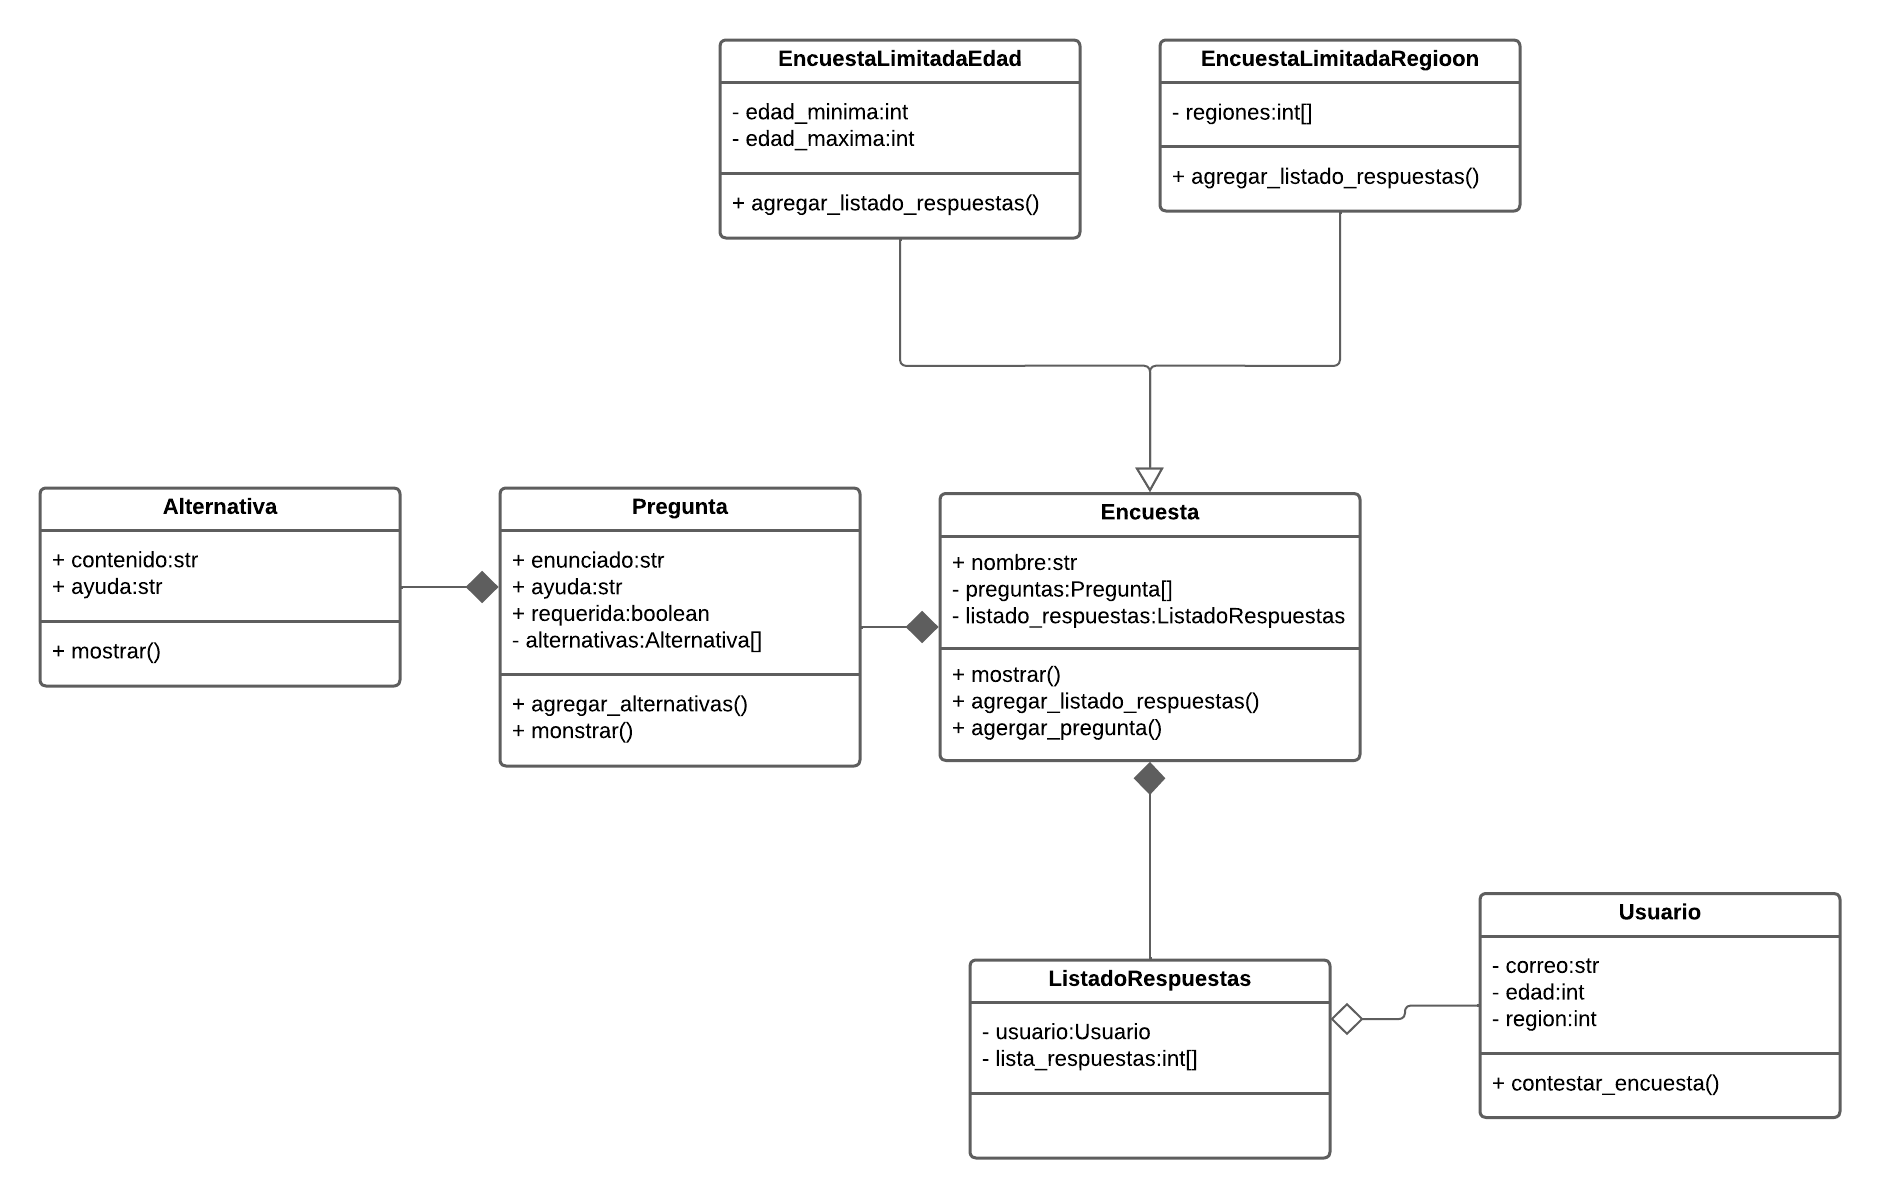 EncuestaLimitadaEdad
- edad_minima:int
- edad_maxima:int
+ agregar_listado_respuestas()
EncuestaLimitadaRegioon
- regiones:int[]
+ agregar_listado_respuestas()
Alternativa
+ contenido:str
+ ayuda:str
+ mostrar()
Pregunta
+ enunciado:str
+ ayuda:str
+ requerida:boolean
- alternativas:Alternativa[]
+ agregar_alternativas()
+ monstrar()
Encuesta
+ nombre:str
- preguntas:Pregunta[]
- listado_respuestas:ListadoRespuestas
+ mostrar()
+ agregar_listado_respuestas()
+ agergar_pregunta()
ListadoRespuestas
- usuario:Usuario
- lista_respuestas:int[]
Usuario
- correo:str
- edad:int
- region:int
+ contestar_encuesta()